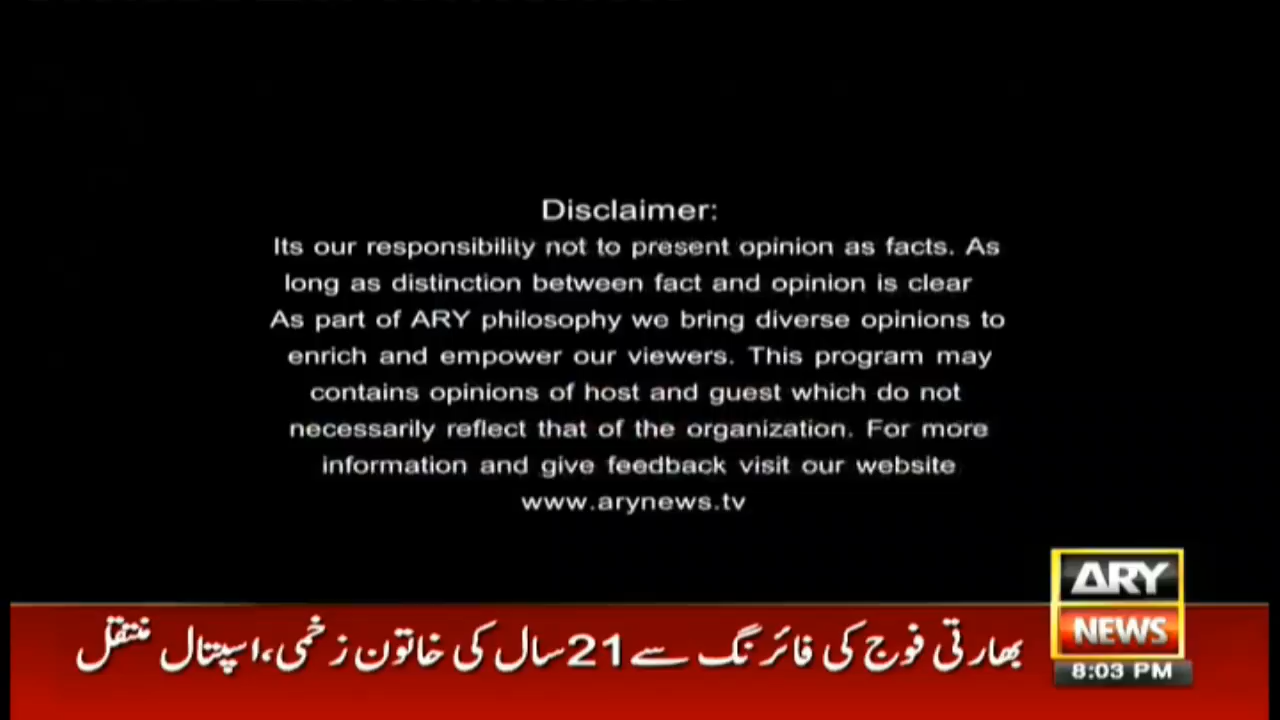 Disclaimer:
Its our responsibility not to present opinion as facts. As
long as distinction between fact and opinion is clear
As part of ARY philosophy we bring diverse opinions to
enrich and empower our viewers. This program may
contains opinions of host and guest which do not
necessarily reflect that of the organization. For more
information and give feedback visit our website
www.arynews.tv
ARY
NEWS
8:03 PM
بھارتی فوج کی فائرنگ سے 21سال کی خاتون زخمی،اسپتال منتقل